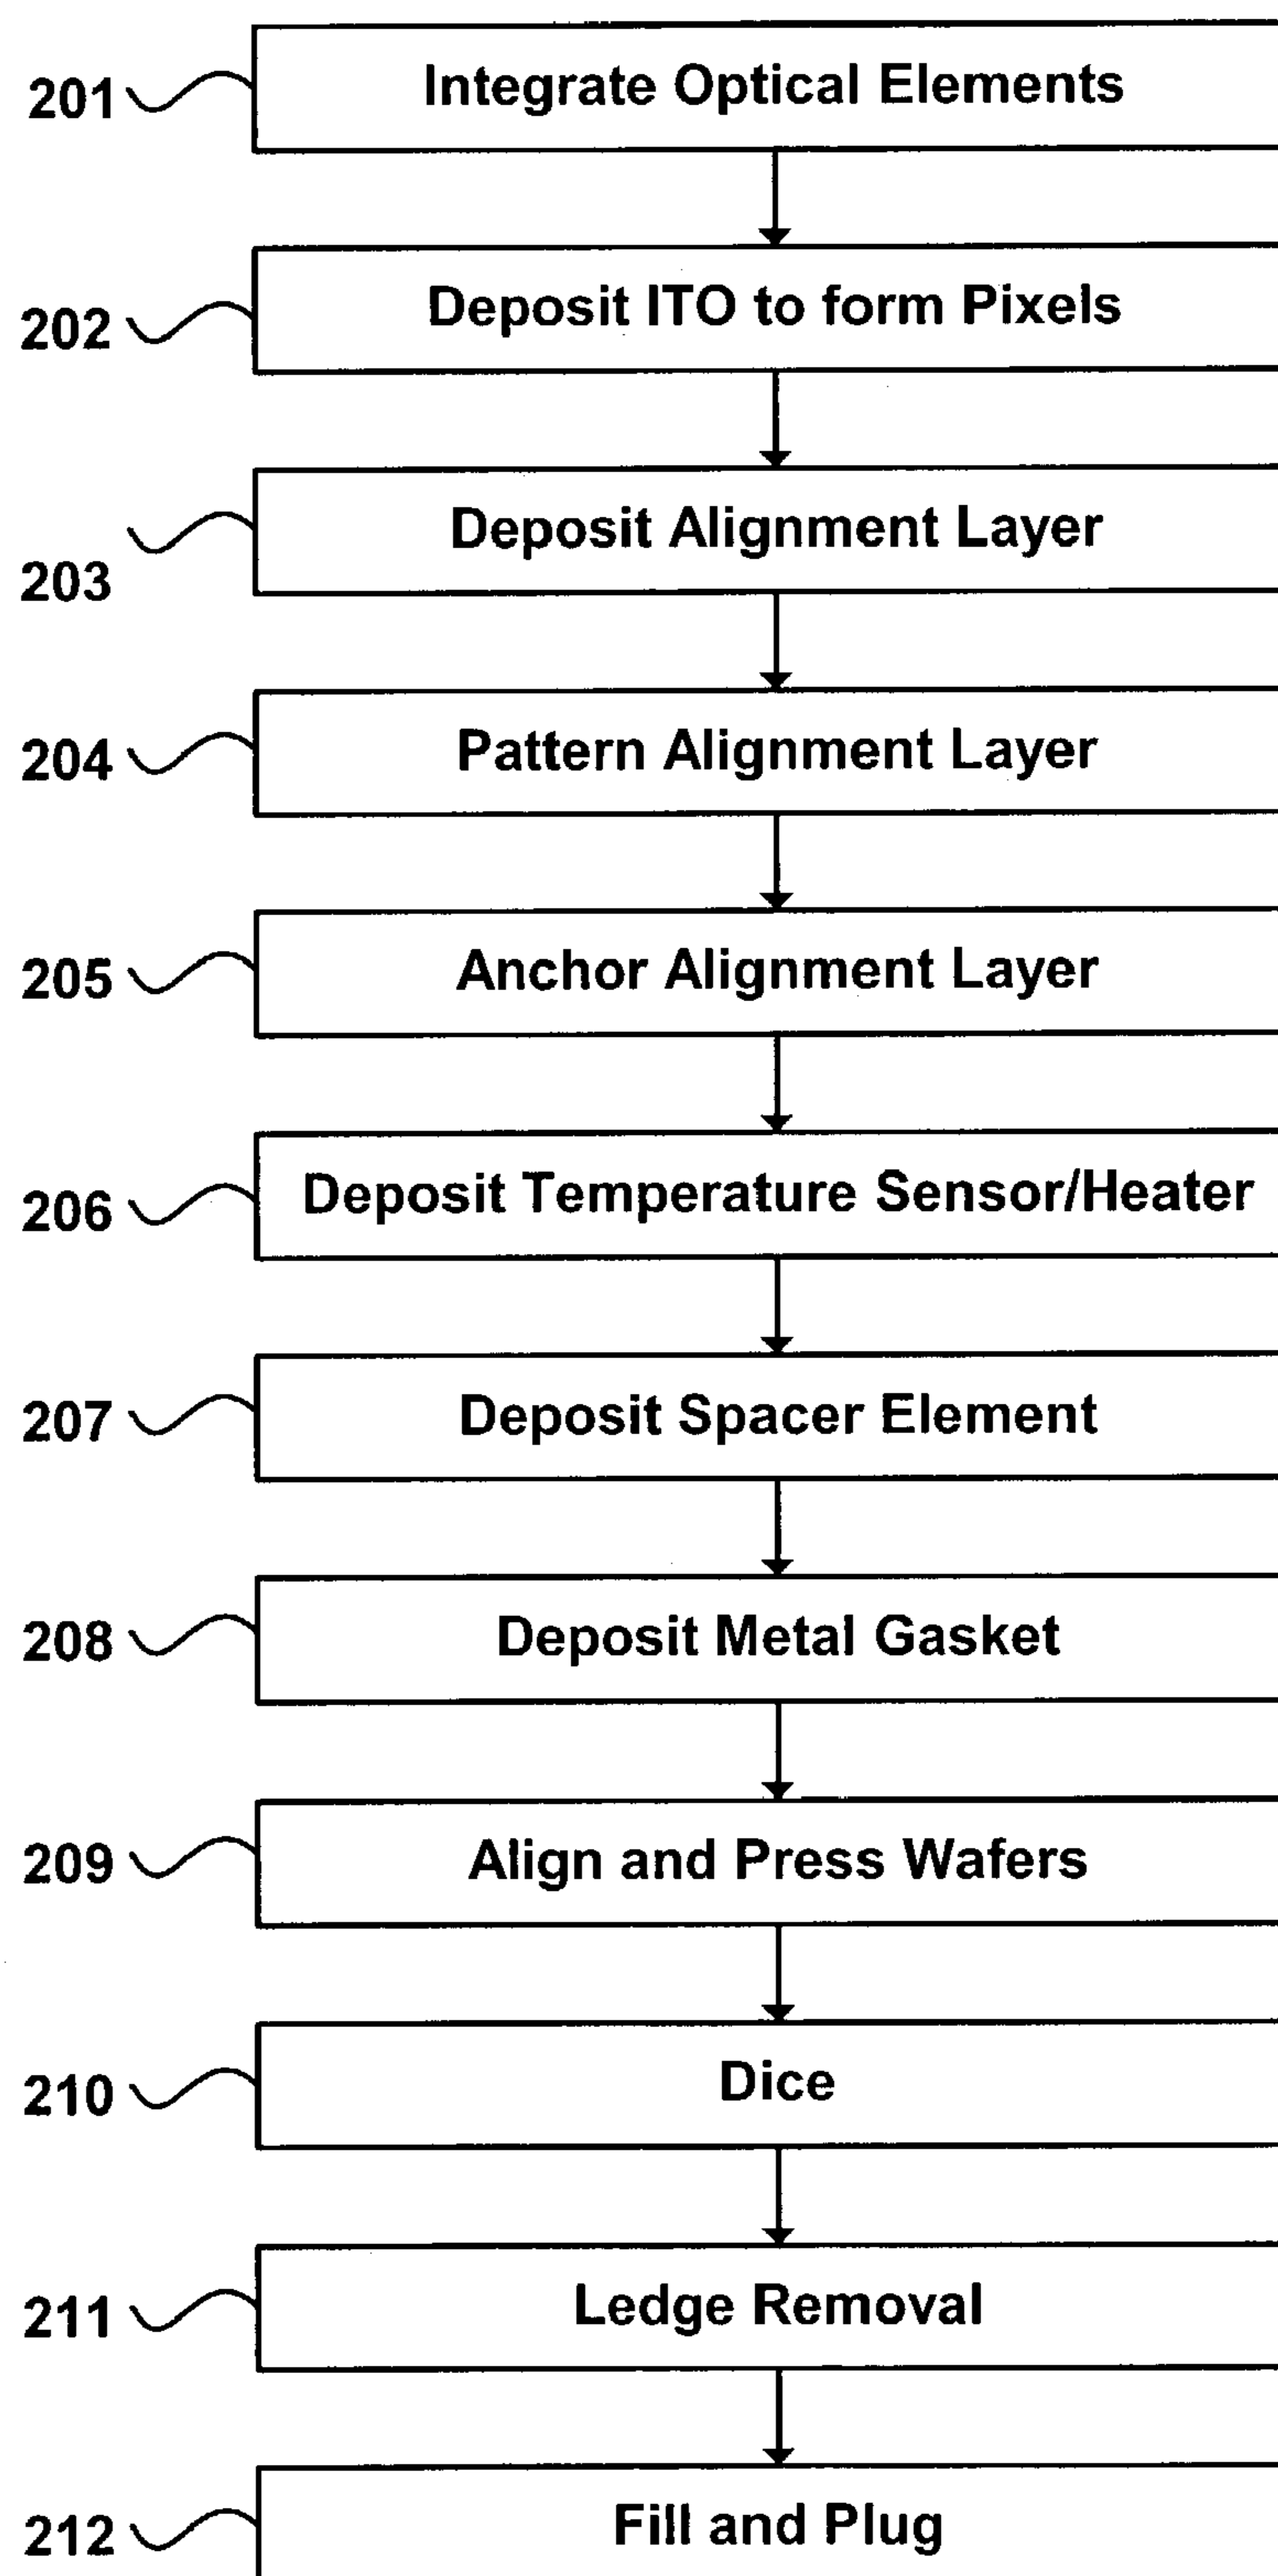 201 Integrate Optical Elements
202 Deposit ITO to form Pixels
203 Deposit Alignment Layer
204 Pattern Alignment Layer
205 Anchor Alignment Layer
206 Deposit Temperature Sensor/Heater
207 Deposit Spacer Element
208 Deposit Metal Gasket
209 Align and Press Wafers
210 Dice
211 Ledge Removal
212 Fill and Plug